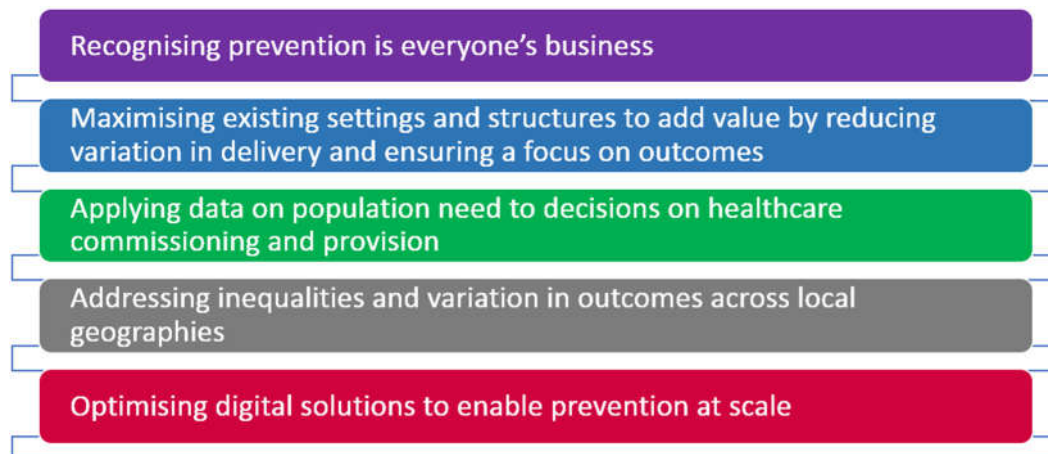 Recognising prevention is everyone’s business
Maximising existing settings and structures to add value by reducing
variation in delivery and ensuring a focus on outcomes
Applying data on population need to decisions on healthcare
commissioning and provision
Addressing inequalities and variation in outcomes across local
geographies
Optimising digital solutions to enable prevention at scale